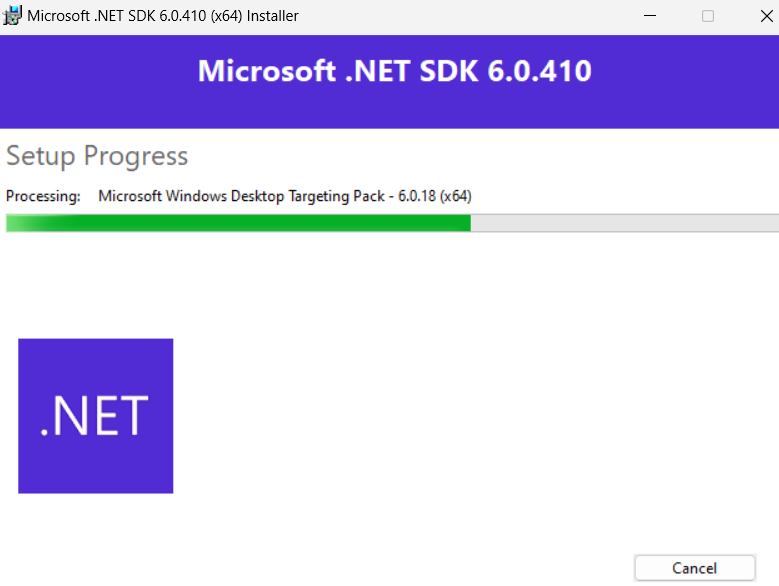 Microsoft .NET SDK 6.0.410 (x64) Installer
Microsoft .NET SDK 6.0.410
Setup Progress
Processing: Microsoft Windows Desktop Targeting Pack - 6.0.18 (x64)
.NET
Cancel